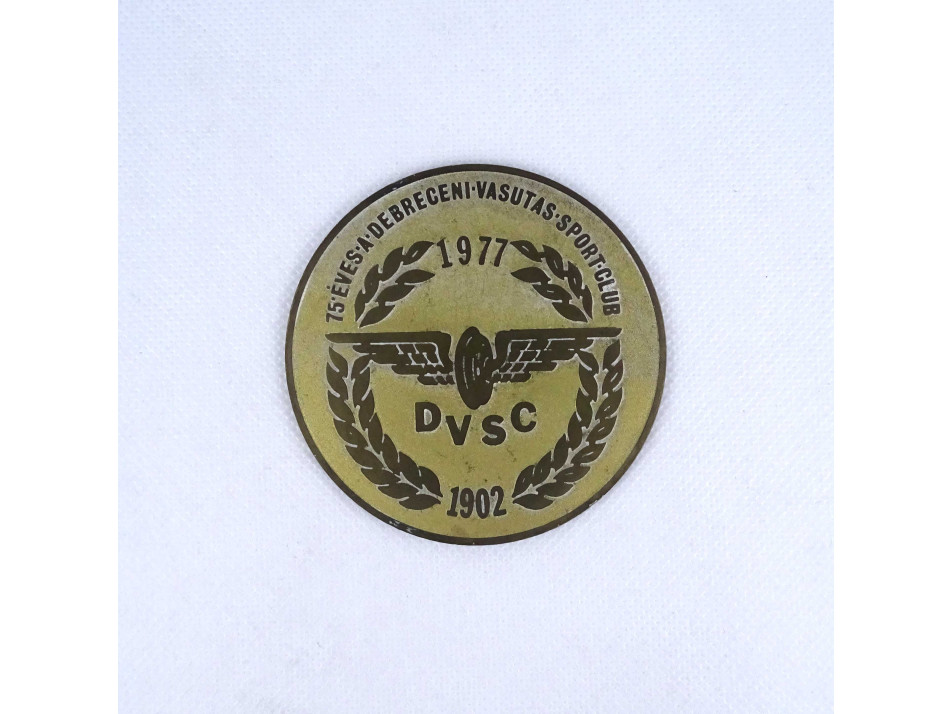 75·ÉVES·A·DEBRECENI·VASUTAS·SPORT·CLUB
1977
DVSC
1902